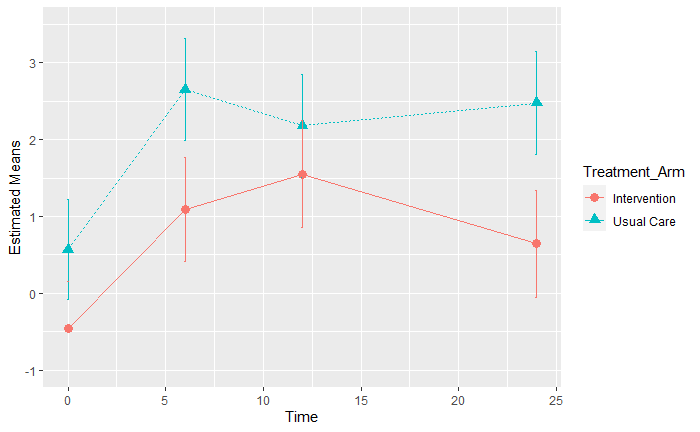 Estimated Means
3
2
1
0
-1
0 5 10 15 20 25
Time
Treatment_Arm
Intervention
Usual Care